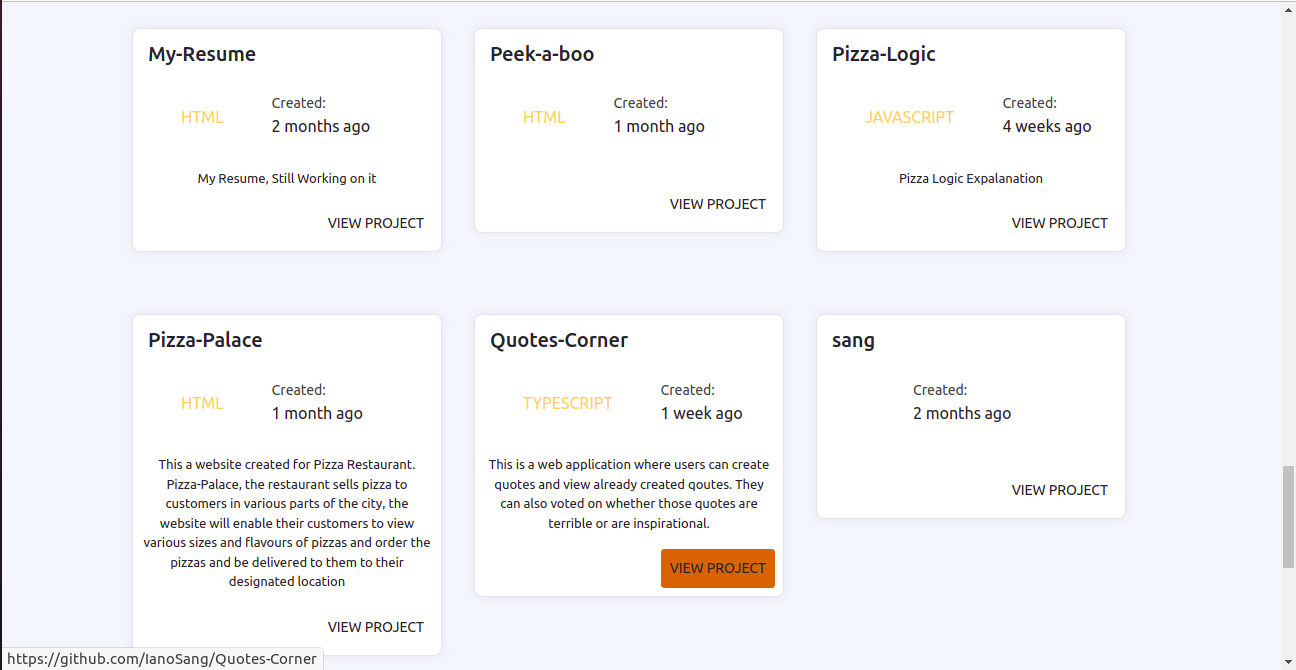 My-Resume
HTML
Created:
2 months ago
My Resume, Still Working on it
VIEW PROJECT
Peek-a-boo
HTML
Created:
1 month ago
VIEW PROJECT
Pizza-Logic
JAVASCRIPT
Created:
4 weeks ago
Pizza Logic Expalanation
VIEW PROJECT
Pizza-Palace
HTML
Created:
1 month ago
This a website created for Pizza Restaurant.
Pizza-Palace, the restaurant sells pizza to
customers in various parts of the city, the
website will enable their customers to view
various sizes and flavours of pizzas and order the
pizzas and be delivered to them to their
designated location
VIEW PROJECT
Quotes-Corner
TYPESCRIPT
Created:
1 week ago
This is a web application where users can create
quotes and view already created qoutes. They
can also voted on whether those quotes are
terrible or are inspirational.
VIEW PROJECT
sang
Created:
2 months ago
VIEW PROJECT
https://github.com/IanoSang/Quotes-Corner